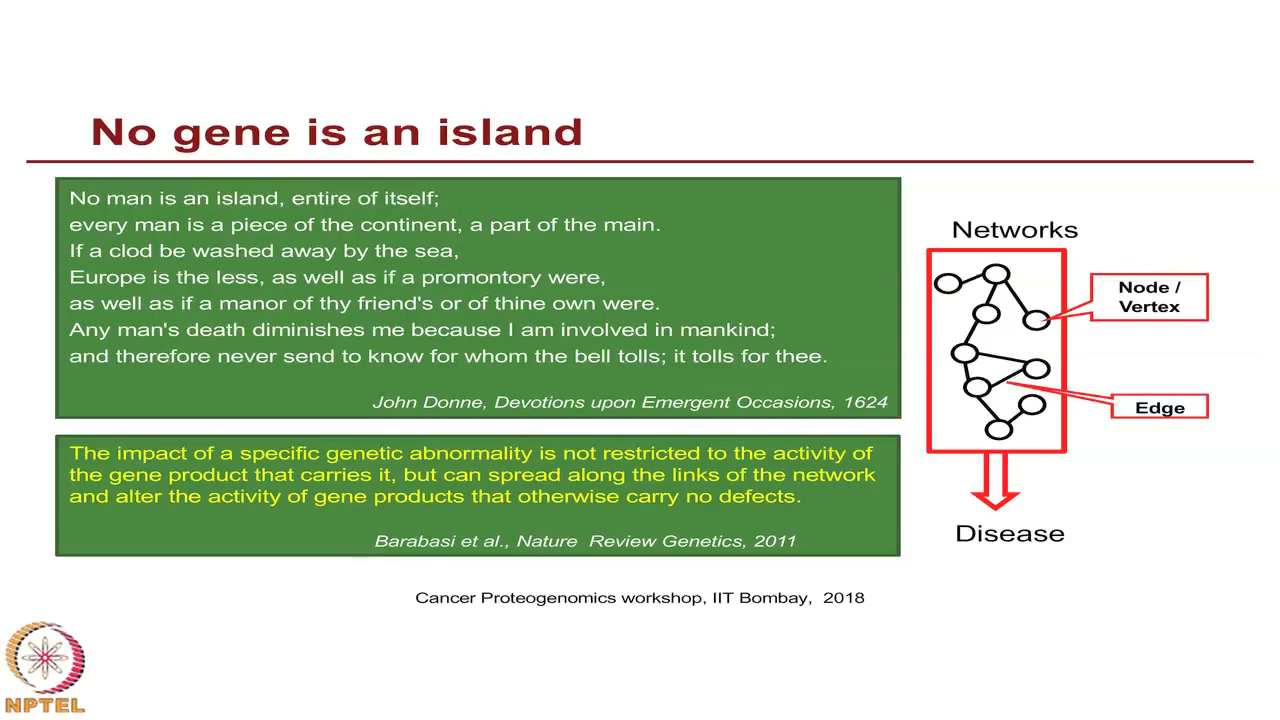 No gene is an island
No man is an island, entire of itself;
every man is a piece of the continent, a part of the main.
If a clod be washed away by the sea,
Europe is the less, as well as if a promontory were,
as well as if a manor of thy friend's or of thine own were.
Any man's death diminishes me because I am involved in mankind;
and therefore never send to know for whom the bell tolls; it tolls for thee.
John Donne, Devotions upon Emergent Occasions, 1624
The impact of a specific genetic abnormality is not restricted to the activity of
the gene product that carries it, but can spread along the links of the network
and alter the activity of gene products that otherwise carry no defects.
Barabasi et al., Nature Review Genetics, 2011
Networks
Node /
Vertex
Edge
Disease
Cancer Proteogenomics workshop, IIT Bombay, 2018
NPTEL